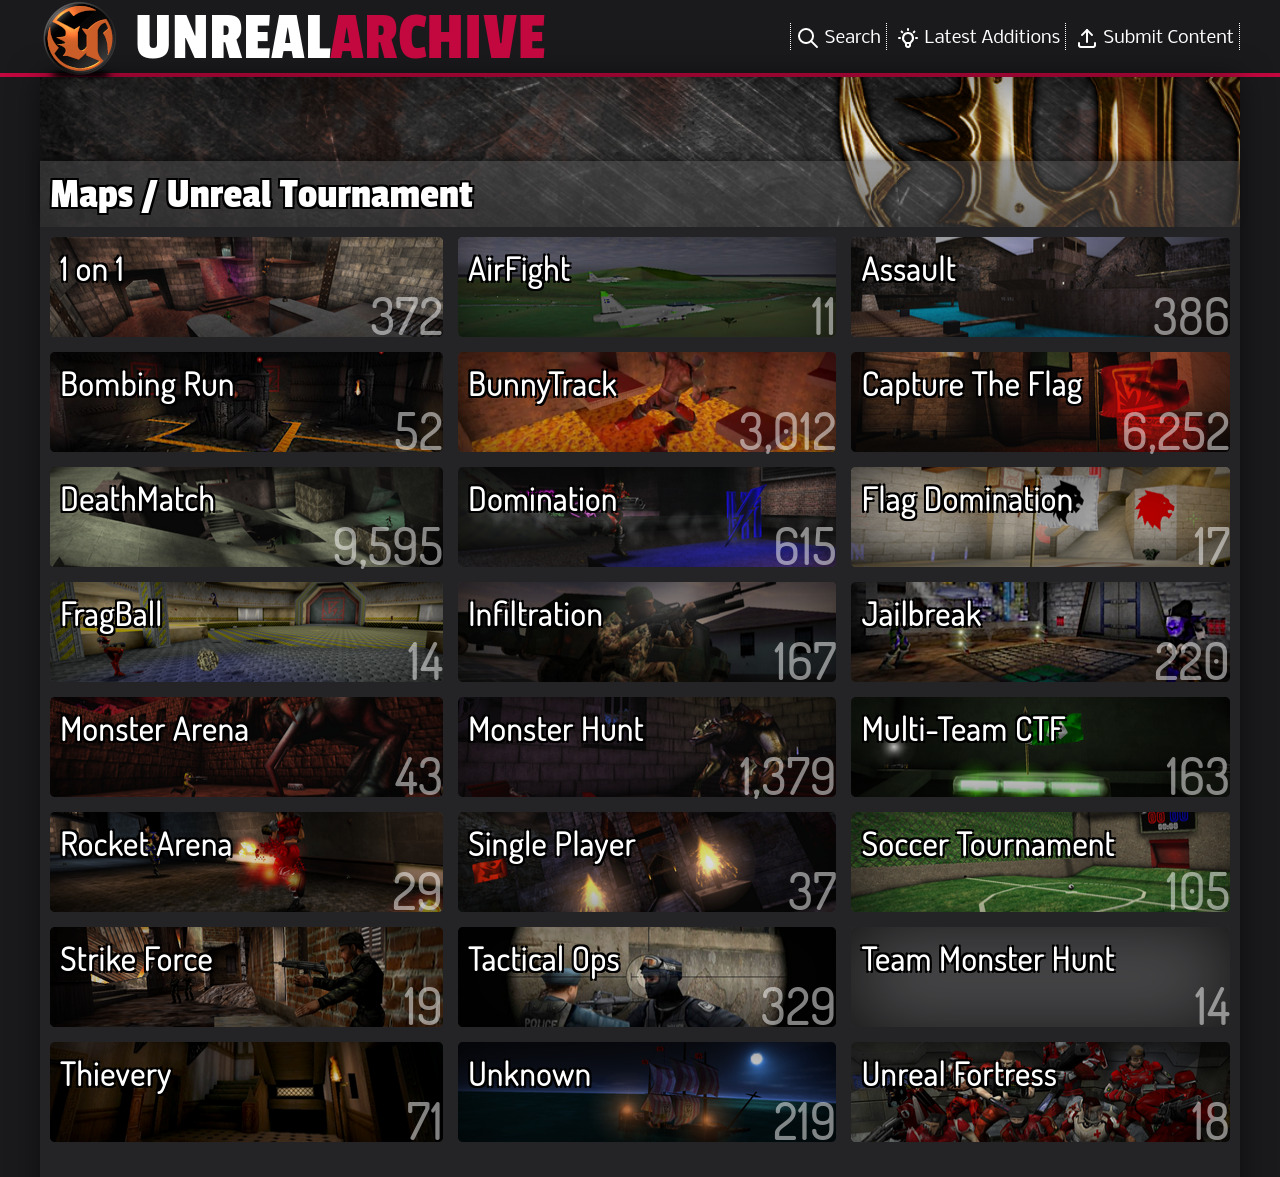 UNREALARCHIVE
Search
Latest Additions
Submit Content
Maps / Unreal Tournament
1 on 1
372
AirFight
11
Assault
386
Bombing Run
52
BunnyTrack
3,012
Capture The Flag
6,252
DeathMatch
9,595
Domination
615
Flag Domination
17
FragBall
14
Infiltration
167
Jailbreak
220
Monster Arena
43
Monster Hunt
1,379
Multi-Team CTF
163
Rocket Arena
29
Single Player
37
Soccer Tournament
105
Strike Force
19
Tactical Ops
POLICE
329
Team Monster Hunt
14
Thievery
71
Unknown
219
Unreal Fortress
18